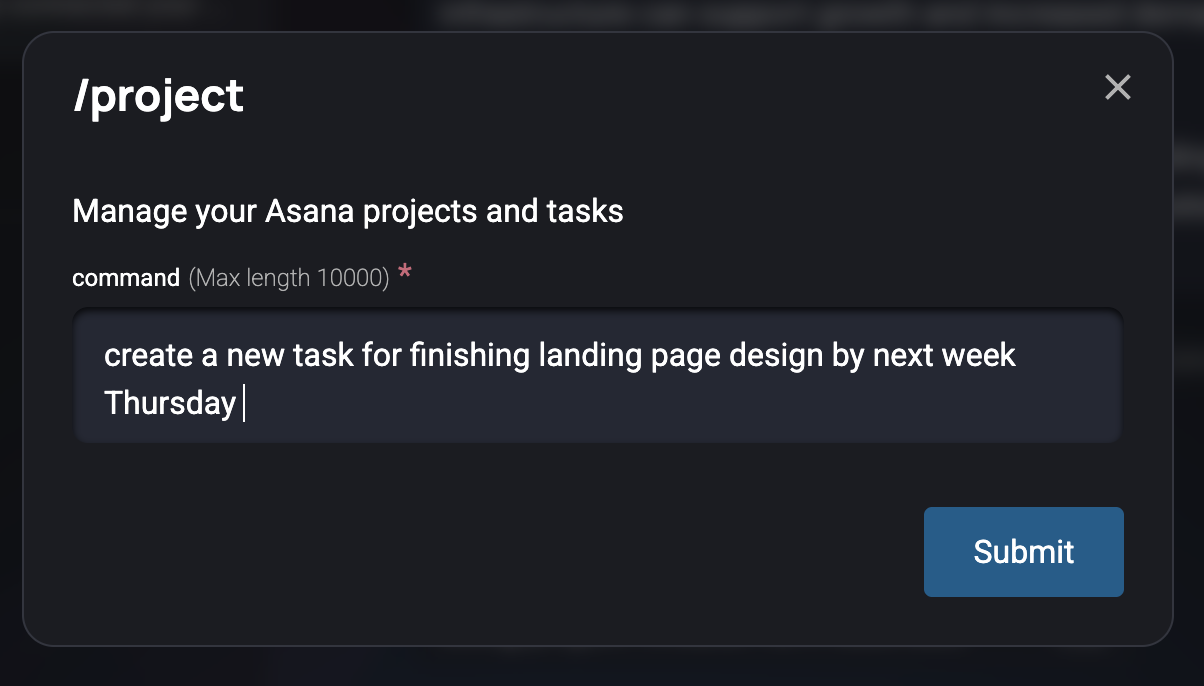 /project
Manage your Asana projects and tasks
command (Max length 10000) *
create a new task for finishing landing page design by next week
Thursday
Submit